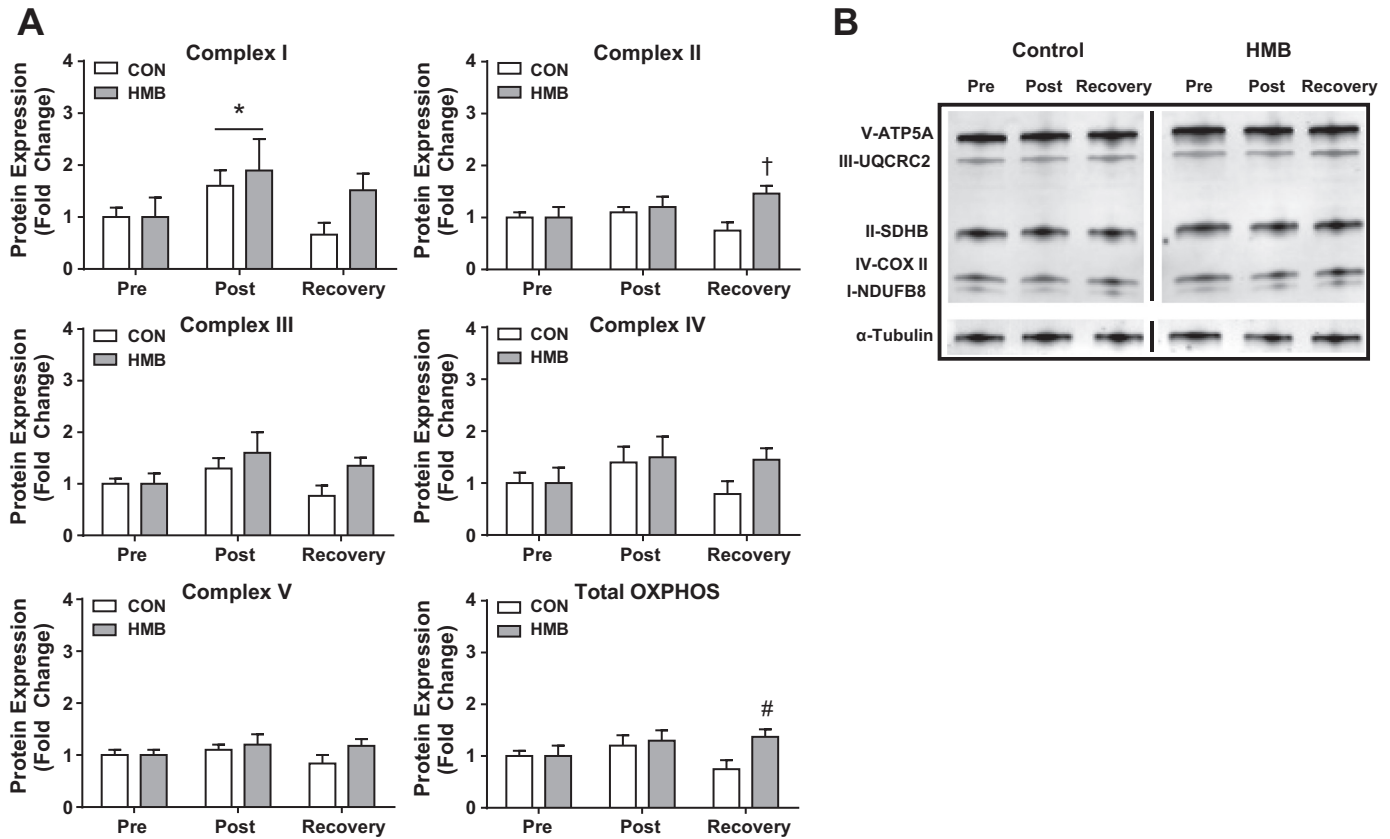 A
Complex I
Protein Expression
(Fold Change)
4
3
2
1
0
CON
HMB
*
Pre Post Recovery
Complex II
Protein Expression
(Fold Change)
4
3
2
1
0
CON
HMB
†
Pre Post Recovery
Complex III
Protein Expression
(Fold Change)
4
3
2
1
0
CON
HMB
Pre Post Recovery
Complex IV
Protein Expression
(Fold Change)
4
3
2
1
0
CON
HMB
Pre Post Recovery
Complex V
Protein Expression
(Fold Change)
4
3
2
1
0
CON
HMB
Pre Post Recovery
Total OXPHOS
Protein Expression
(Fold Change)
4
3
2
1
0
CON
HMB
#
Pre Post Recovery
B
Control HMB
Pre Post Recovery Pre Post Recovery
V-ATP5A
III-UQCRC2
II-SDHB
IV-COX II
I-NDUFB8
α-Tubulin